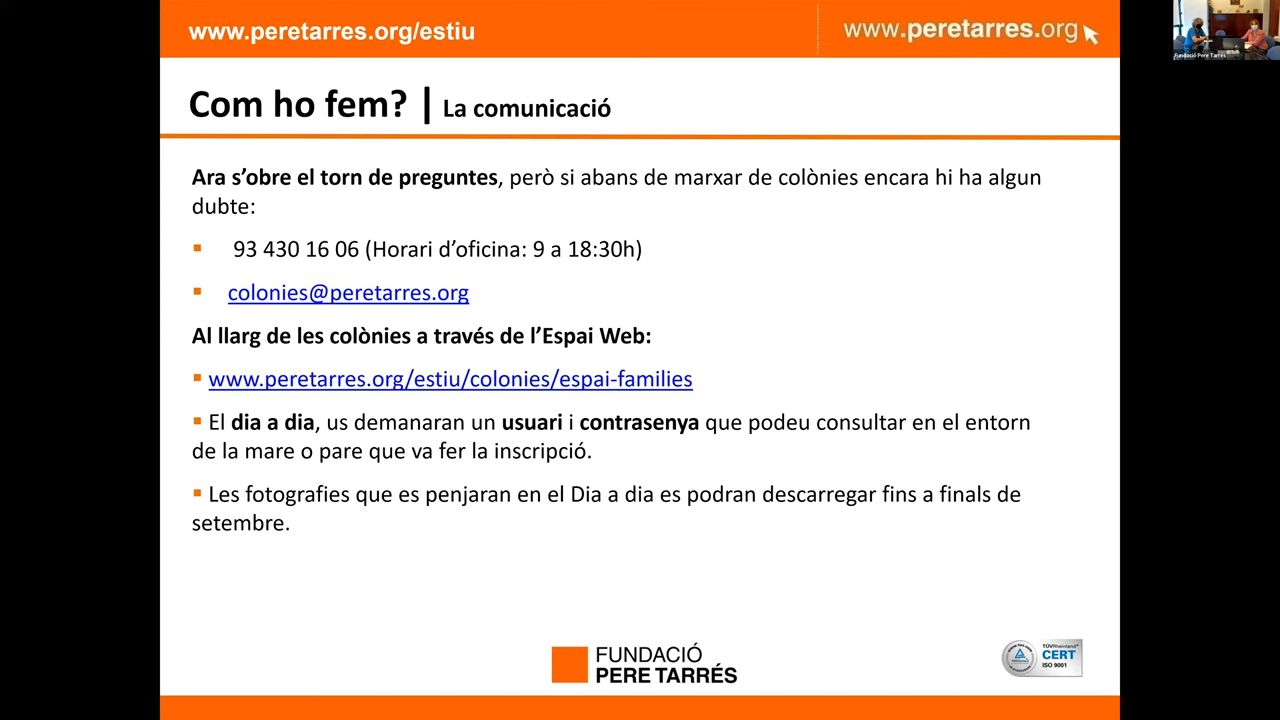 www.peretarres.org/estiu
www.peretarres.org
Fundació Pere Tarrés
Com ho fem? | La comunicació
Ara s’obre el torn de preguntes, però si abans de marxar de colònies encara hi ha algun
dubte:
▪ 93 430 16 06 (Horari d’oficina: 9 a 18:30h)
▪ colonies@peretarres.org
Al llarg de les colònies a través de l’Espai Web:
▪ www.peretarres.org/estiu/colonies/espai-families
▪ El dia a dia, us demanaran un usuari i contrasenya que podeu consultar en el entorn
de la mare o pare que va fer la inscripció.
▪ Les fotografies que es penjaran en el Dia a dia es podran descarregar fins a finals de
setembre.
FUNDACIÓ
PERE TARRÉS
TÜVRheinland
CERT
ISO 9001